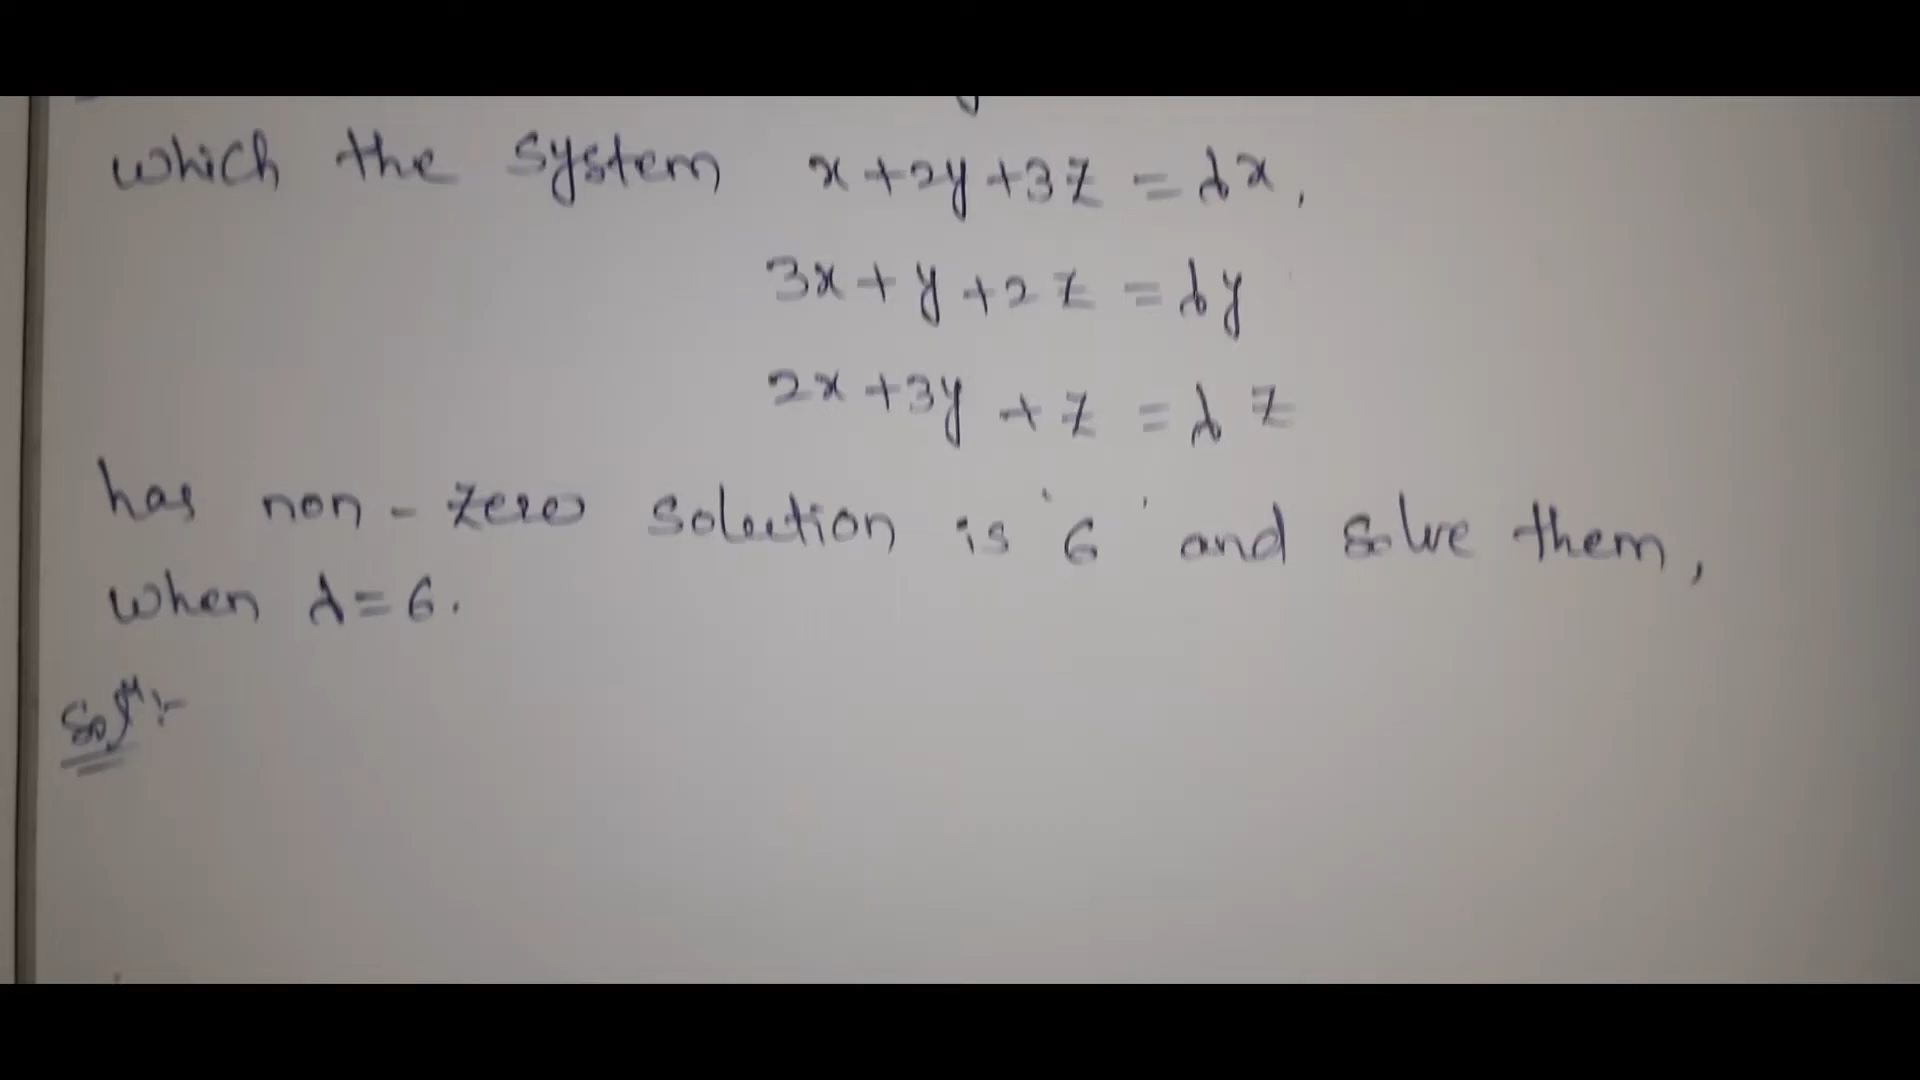 which the system x+2y+3z = λx,
3x+y+2z = λy
2x+3y+z = λz
has non-zero solution is '6' and solve them,
when λ=6.
Solⁿ:-